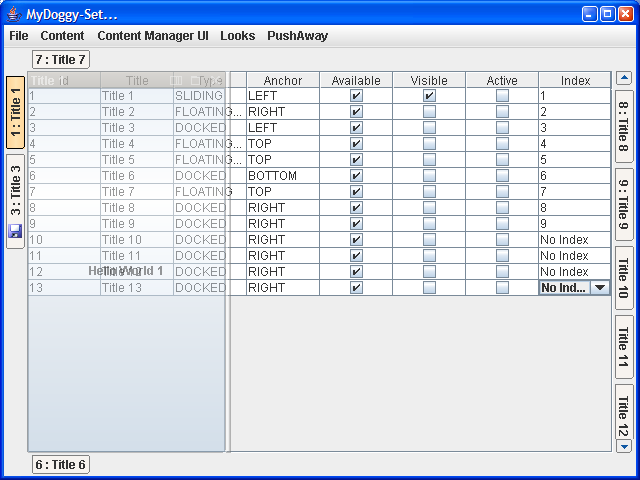 MyDoggy-Set...
File Content Content Manager UI Looks PushAway
7 : Title 7
1 : Title 1
3 : Title 3
Title 1
Id Title Type Anchor Available Visible Active Index
1 Title 1 SLIDING LEFT 1
2 Title 2 FLOATING... RIGHT 2
3 Title 3 DOCKED LEFT 3
4 Title 4 FLOATING... TOP 4
5 Title 5 FLOATING... TOP 5
6 Title 6 DOCKED BOTTOM 6
7 Title 7 FLOATING TOP 7
8 Title 8 DOCKED RIGHT 8
9 Title 9 DOCKED RIGHT 9
10 Title 10 DOCKED RIGHT No Index
11 Title 11 DOCKED RIGHT No Index
12 Title 12 DOCKED RIGHT No Index
Hello World 1
13 Title 13 DOCKED RIGHT No Ind...
8 : Title 8
9 : Title 9
Title 10
Title 11
Title 12
6 : Title 6